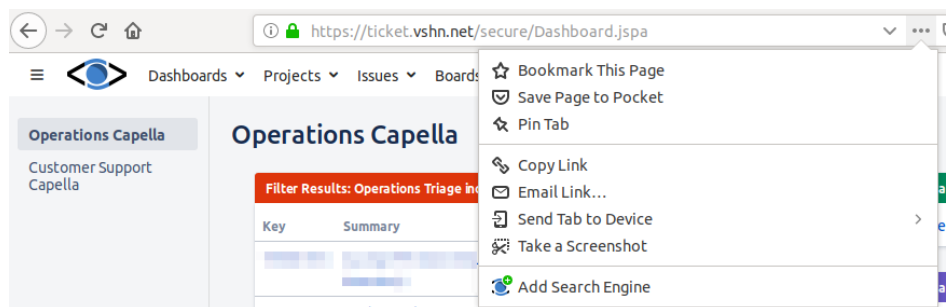 https://ticket.vshn.net/secure/Dashboard.jspa
Dashboards Projects Issues Boards
Operations Capella
Customer Support
Capella
Operations Capella
Filter Results: Operations Triage
Key Summary
Bookmark This Page
Save Page to Pocket
Pin Tab
Copy Link
Email Link...
Send Tab to Device
Take a Screenshot
Add Search Engine